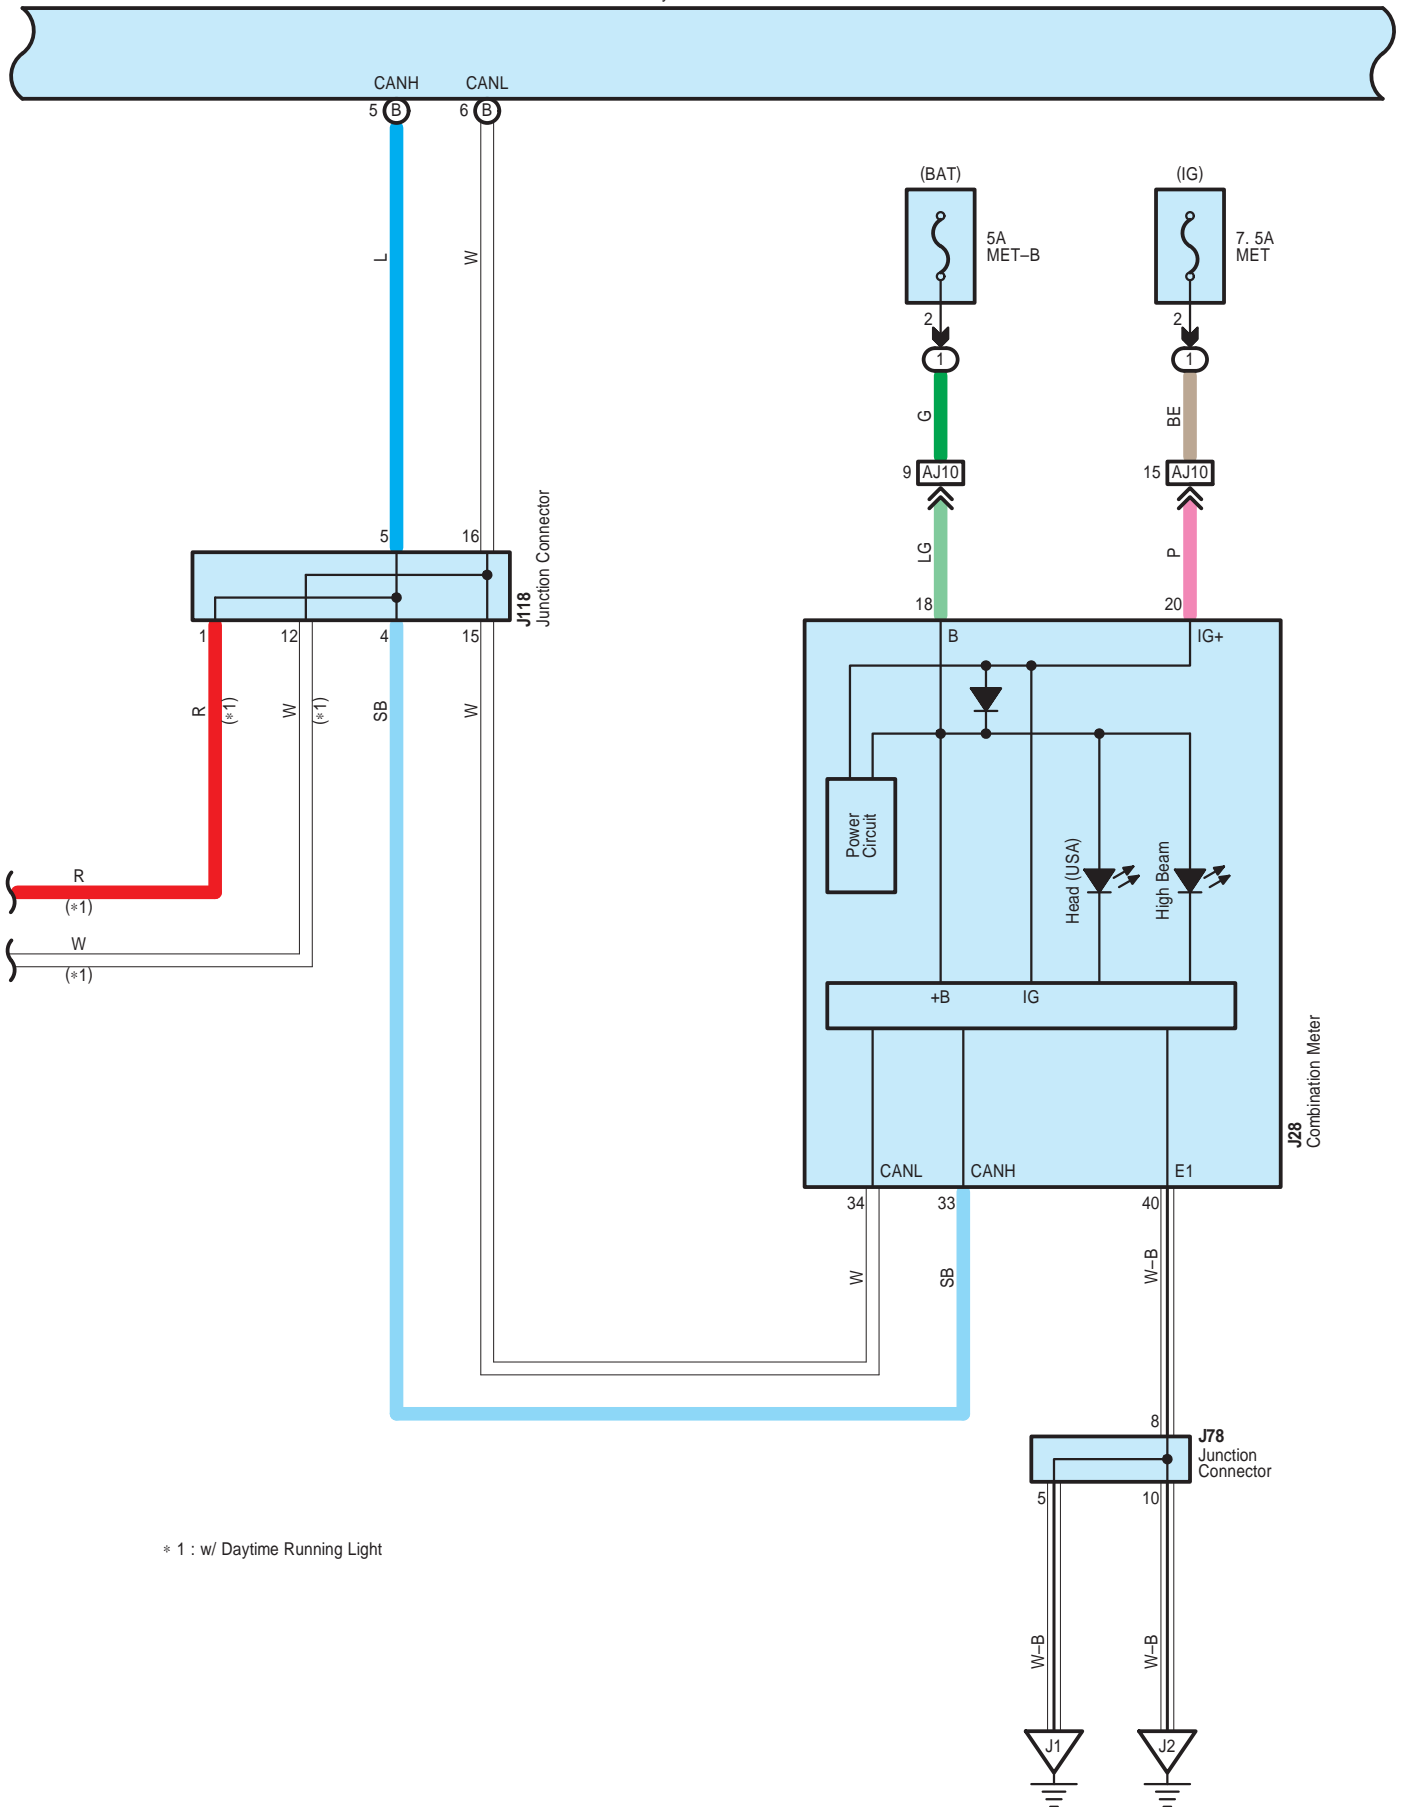 CANH CANL
5 B 6 B
(BAT) (IG)
5A
MET–B
7. 5A
MET
2 2
1 1
L W
G BE
9 AJ10 15 AJ10
LG P
5 16
J118
Junction Connector
18 20
1 12 4 15
B IG+
R (*1) W (*1) SB W
Power
Circuit
Head (USA)
High Beam
R
(*1)
W
(*1)
+B IG
J28
Combination Meter
CANL CANH E1
34 33 40
W SB W–B
8
J78
Junction
Connector
5 10
* 1 : w/ Daytime Running Light
W–B W–B
J1 J2